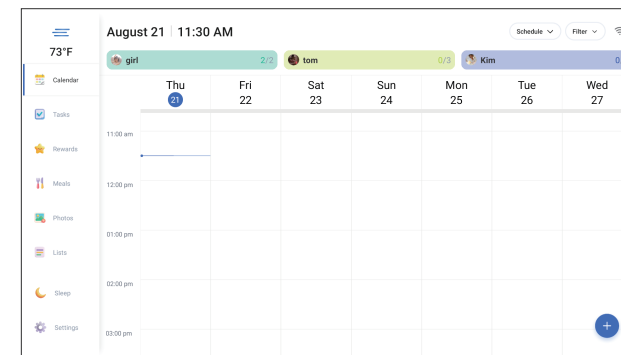 August 21 11:30 AM
Schedule
Filter
73°F
girl 2/2
tom 0/3
Kim 0
Calendar
Tasks
Rewards
Meals
Photos
Lists
Sleep
Settings
Thu Fri Sat Sun Mon Tue Wed
21 22 23 24 25 26 27
11:00 am
12:00 pm
01:00 pm
02:00 pm
03:00 pm
+